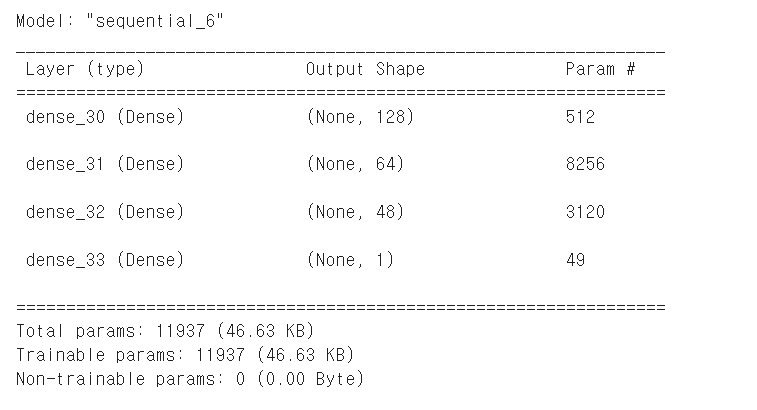 Model: "sequential_6"
_________________________________________________________________
Layer (type) Output Shape Param #
=================================================================
dense_30 (Dense) (None, 128) 512
dense_31 (Dense) (None, 64) 8256
dense_32 (Dense) (None, 48) 3120
dense_33 (Dense) (None, 1) 49
=================================================================
Total params: 11937 (46.63 KB)
Trainable params: 11937 (46.63 KB)
Non-trainable params: 0 (0.00 Byte)